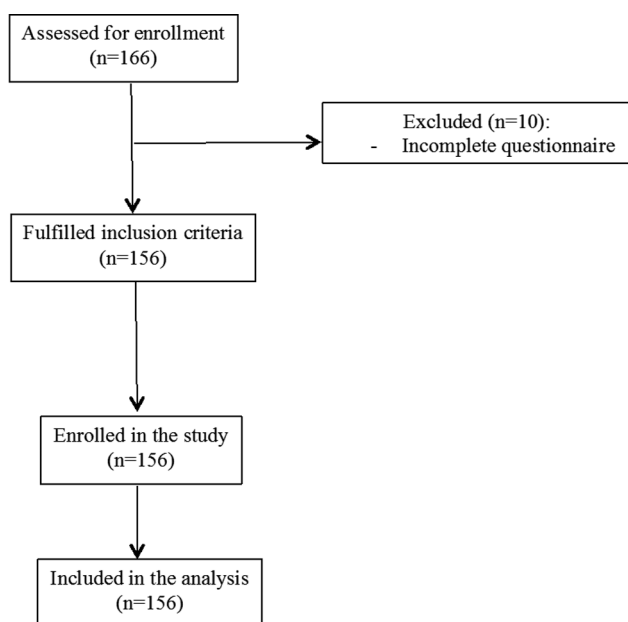 Assessed for enrollment
(n=166)
Excluded (n=10):
- Incomplete questionnaire
Fulfilled inclusion criteria
(n=156)
Enrolled in the study
(n=156)
Included in the analysis
(n=156)